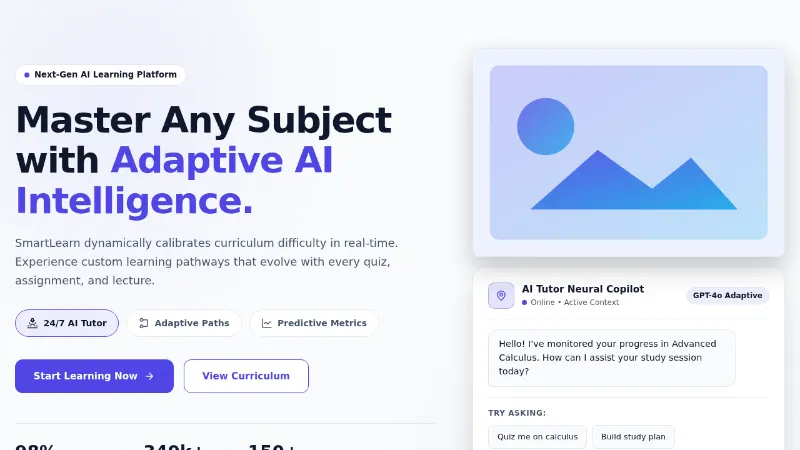 Next-Gen AI Learning Platform
Master Any Subject
with Adaptive AI
Intelligence.
SmartLearn dynamically calibrates curriculum difficulty in real-time.
Experience custom learning pathways that evolve with every quiz,
assignment, and lecture.
24/7 AI Tutor
Adaptive Paths
Predictive Metrics
Start Learning Now →
View Curriculum
98%
340k+
150+
AI Tutor Neural Copilot
Online • Active Context
GPT-4o Adaptive
Hello! I've monitored your progress in Advanced
Calculus. How can I assist your study session
today?
TRY ASKING:
Quiz me on calculus
Build study plan